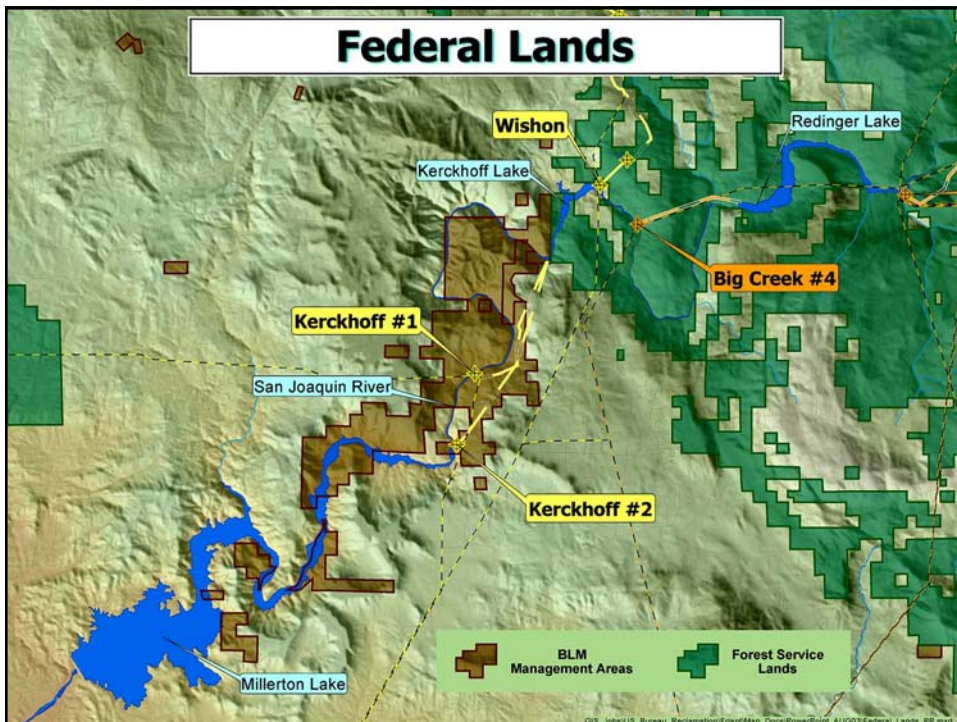 Federal Lands
Wishon
Redinger Lake
Kerckhoff Lake
Big Creek #4
Kerckhoff #1
San Joaquin River
Kerckhoff #2
BLM
Management Areas
Forest Service
Lands
Millerton Lake